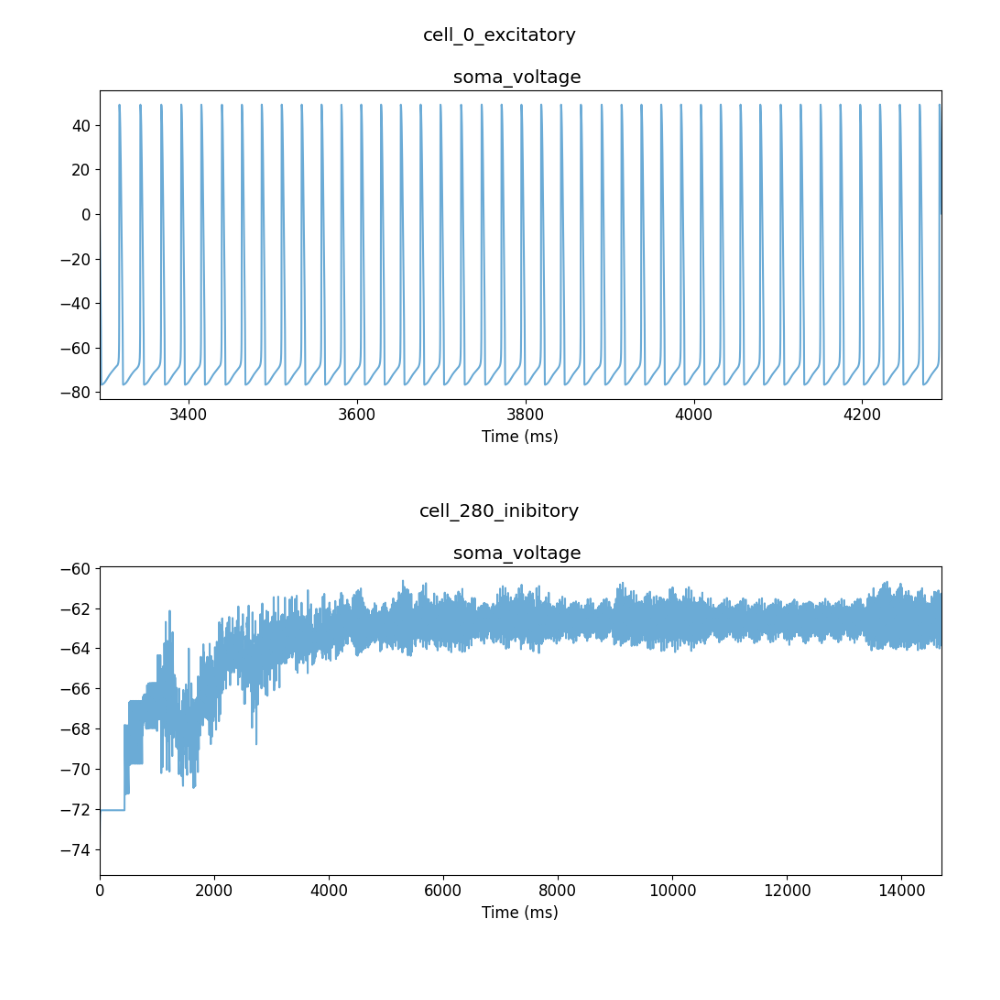 cell_0_excitatory
soma_voltage
40
20
0
−20
−40
−60
−80
3400 3600 3800 4000 4200
Time (ms)
cell_280_inibitory
soma_voltage
−60
−62
−64
−66
−68
−70
−72
−74
0 2000 4000 6000 8000 10000 12000 14000
Time (ms)